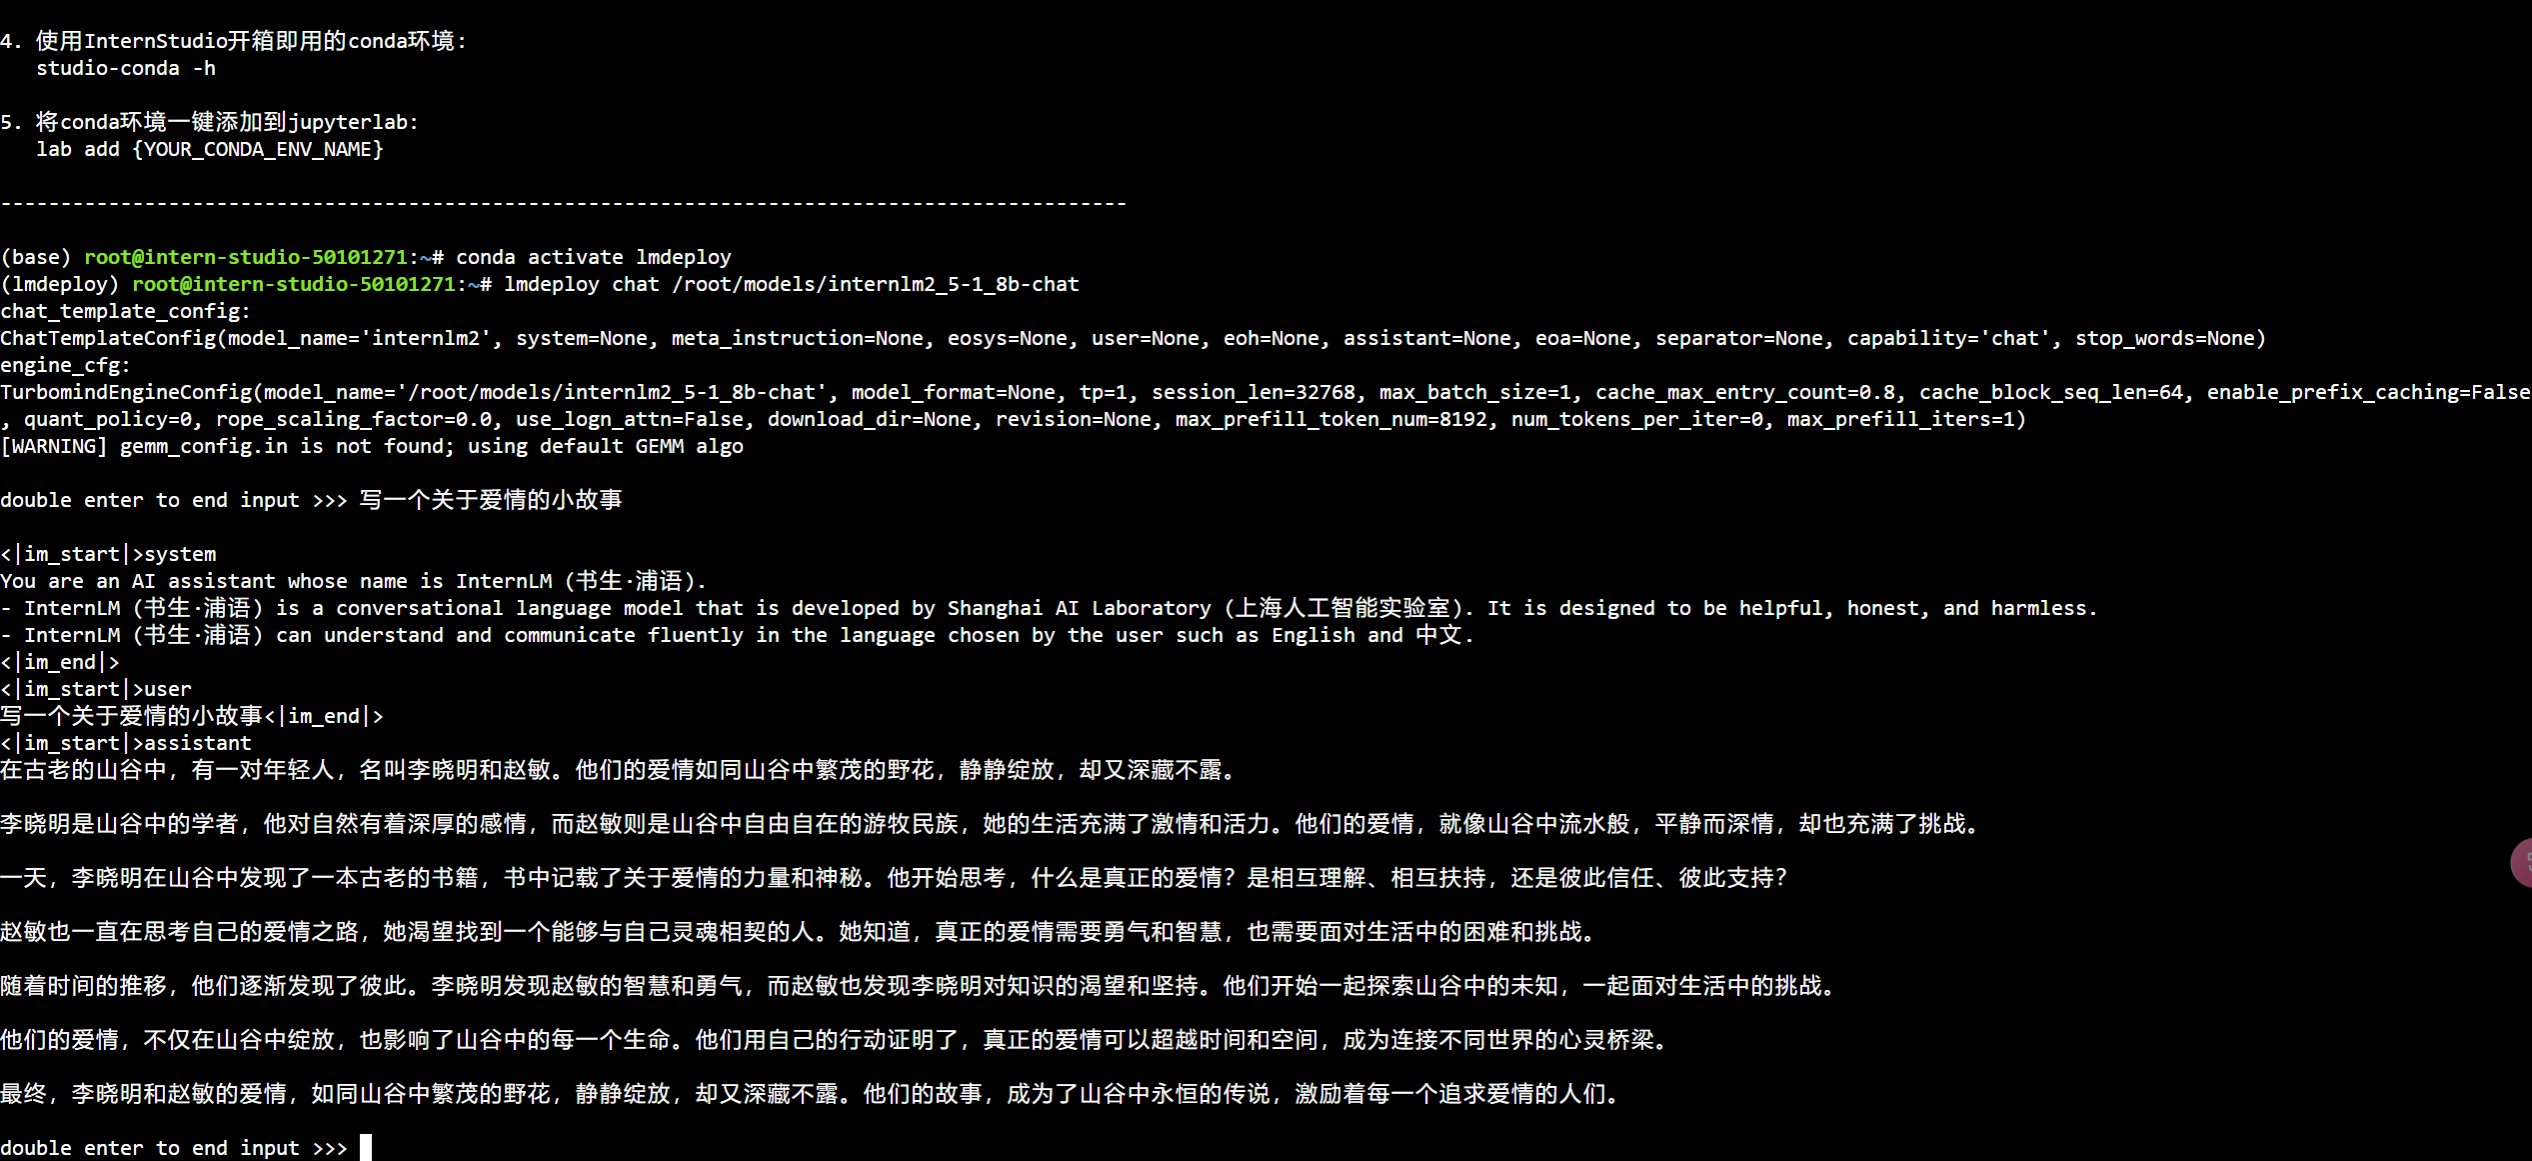 4. 使用InternStudio开箱即用的conda环境:
   studio-conda -h
5. 将conda环境一键添加到jupyterlab:
   lab add {YOUR_CONDA_ENV_NAME}
----------------------------------------------------------------------------------------------
(base) root@intern-studio-50101271:~# conda activate lmdeploy
(lmdeploy) root@intern-studio-50101271:~# lmdeploy chat /root/models/internlm2_5-1_8b-chat
chat_template_config:
ChatTemplateConfig(model_name='internlm2', system=None, meta_instruction=None, eosys=None, user=None, eoh=None, assistant=None, eoa=None, separator=None, capability='chat', stop_words=None)
engine_cfg:
TurbomindEngineConfig(model_name='/root/models/internlm2_5-1_8b-chat', model_format=None, tp=1, session_len=32768, max_batch_size=1, cache_max_entry_count=0.8, cache_block_seq_len=64, enable_prefix_caching=False
, quant_policy=0, rope_scaling_factor=0.0, use_logn_attn=False, download_dir=None, revision=None, max_prefill_token_num=8192, num_tokens_per_iter=0, max_prefill_iters=1)
[WARNING] gemm_config.in is not found; using default GEMM algo
double enter to end input >>> 写一个关于爱情的小故事
<|im_start|>system
You are an AI assistant whose name is InternLM (书生·浦语).
- InternLM (书生·浦语) is a conversational language model that is developed by Shanghai AI Laboratory (上海人工智能实验室). It is designed to be helpful, honest, and harmless.
- InternLM (书生·浦语) can understand and communicate fluently in the language chosen by the user such as English and 中文.
<|im_end|>
<|im_start|>user
写一个关于爱情的小故事<|im_end|>
<|im_start|>assistant
在古老的山谷中，有一对年轻人，名叫李晓明和赵敏。他们的爱情如同山谷中繁茂的野花，静静绽放，却又深藏不露。
李晓明是山谷中的学者，他对自然有着深厚的感情，而赵敏则是山谷中自由自在的游牧民族，她的生活充满了激情和活力。他们的爱情，就像山谷中流水般，平静而深情，却也充满了挑战。
一天，李晓明在山谷中发现了一本古老的书籍，书中记载了关于爱情的力量和神秘。他开始思考，什么是真正的爱情？是相互理解、相互扶持，还是彼此信任、彼此支持？
赵敏也一直在思考自己的爱情之路，她渴望找到一个能够与自己灵魂相契的人。她知道，真正的爱情需要勇气和智慧，也需要面对生活中的困难和挑战。
随着时间的推移，他们逐渐发现了彼此。李晓明发现赵敏的智慧和勇气，而赵敏也发现李晓明对知识的渴望和坚持。他们开始一起探索山谷中的未知，一起面对生活中的挑战。
他们的爱情，不仅在山谷中绽放，也影响了山谷中的每一个生命。他们用自己的行动证明了，真正的爱情可以超越时间和空间，成为连接不同世界的心灵桥梁。
最终，李晓明和赵敏的爱情，如同山谷中繁茂的野花，静静绽放，却又深藏不露。他们的故事，成为了山谷中永恒的传说，激励着每一个追求爱情的人们。
double enter to end input >>>